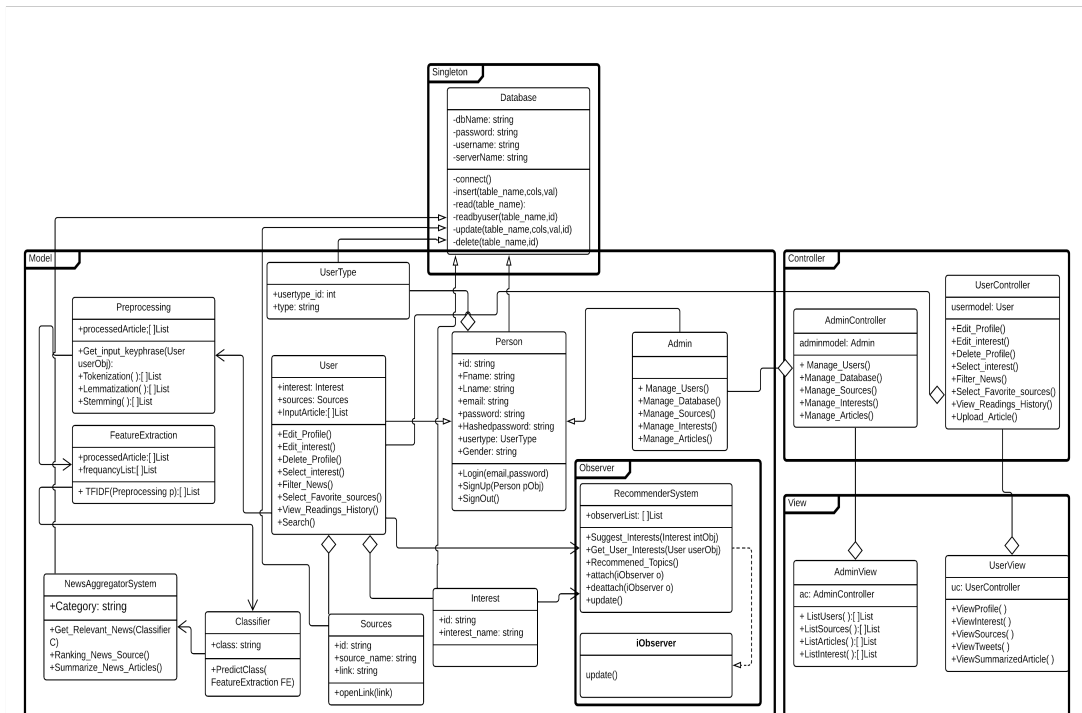 Singleton
Database
-dbName: string
-password: string
-username: string
-serverName: string
-connect()
-insert(table_name,cols,val)
-read(table_name):
-readbyuser(table_name,id)
-update(table_name,cols,val,id)
-delete(table_name,id)
Model
UserType
+usertype_id: int
+type: string
Preprocessing
+processedArticle;[ ]List
+Get_input_keyphrase(User
userObj):
+Tokenization( ):[ ]List
+Lemmatization( ):[ ]List
+Stemming( ):[ ]List
FeatureExtraction
+processedArticle:[ ]List
+frequancyList:[ ]List
+ TFIDF(Preprocessing p):[ ]List
User
+interest: Interest
+sources: Sources
+InputArticle:[ ]List
+Edit_Profile()
+Edit_interest()
+Delete_Profile()
+Select_interest()
+Filter_News()
+Select_Favorite_sources()
+View_Readings_History()
+Search()
Person
+id: string
+Fname: string
+Lname: string
+email: string
+password: string
+Hashedpassword: string
+usertype: UserType
+Gender: string
+Login(email,password)
+SignUp(Person pObj)
+SignOut()
Admin
+ Manage_Users()
+Manage_Database()
+Manage_Sources()
+Manage_Interests()
+Manage_Articles()
Observer
RecommenderSystem
+observerList: [ ]List
+Suggest_Interests(Interest intObj)
+Get_User_Interests(User userObj)
+Recommened_Topics()
+attach(iObserver o)
+deattach(iObserver o)
+update()
iObserver
update()
NewsAggregatorSystem
+Category: string
+Get_Relevant_News(Classifier
C)
+Ranking_News_Source()
+Summarize_News_Articles()
Classifier
+class: string
+PredictClass(
FeatureExtraction FE)
Sources
+id: string
+source_name: string
+link: string
+openLink(link)
Interest
+id: string
+interest_name: string
Controller
AdminController
adminmodel: Admin
+ Manage_Users()
+Manage_Database()
+Manage_Sources()
+Manage_Interests()
+Manage_Articles()
UserController
usermodel: User
+Edit_Profile()
+Edit_interest()
+Delete_Profile()
+Select_interest()
+Filter_News()
+Select_Favorite_sources()
+View_Readings_History()
+Upload_Article()
View
AdminView
ac: AdminController
+ ListUsers( ):[ ]List
+ListSources( ):[ ]List
+ListArticles( ):[ ]List
+ListInterest( ):[ ]List
UserView
uc: UserController
+ViewProfile( )
+ViewInterest( )
+ViewSources( )
+ViewTweets( )
+ViewSummarizedArticle( )